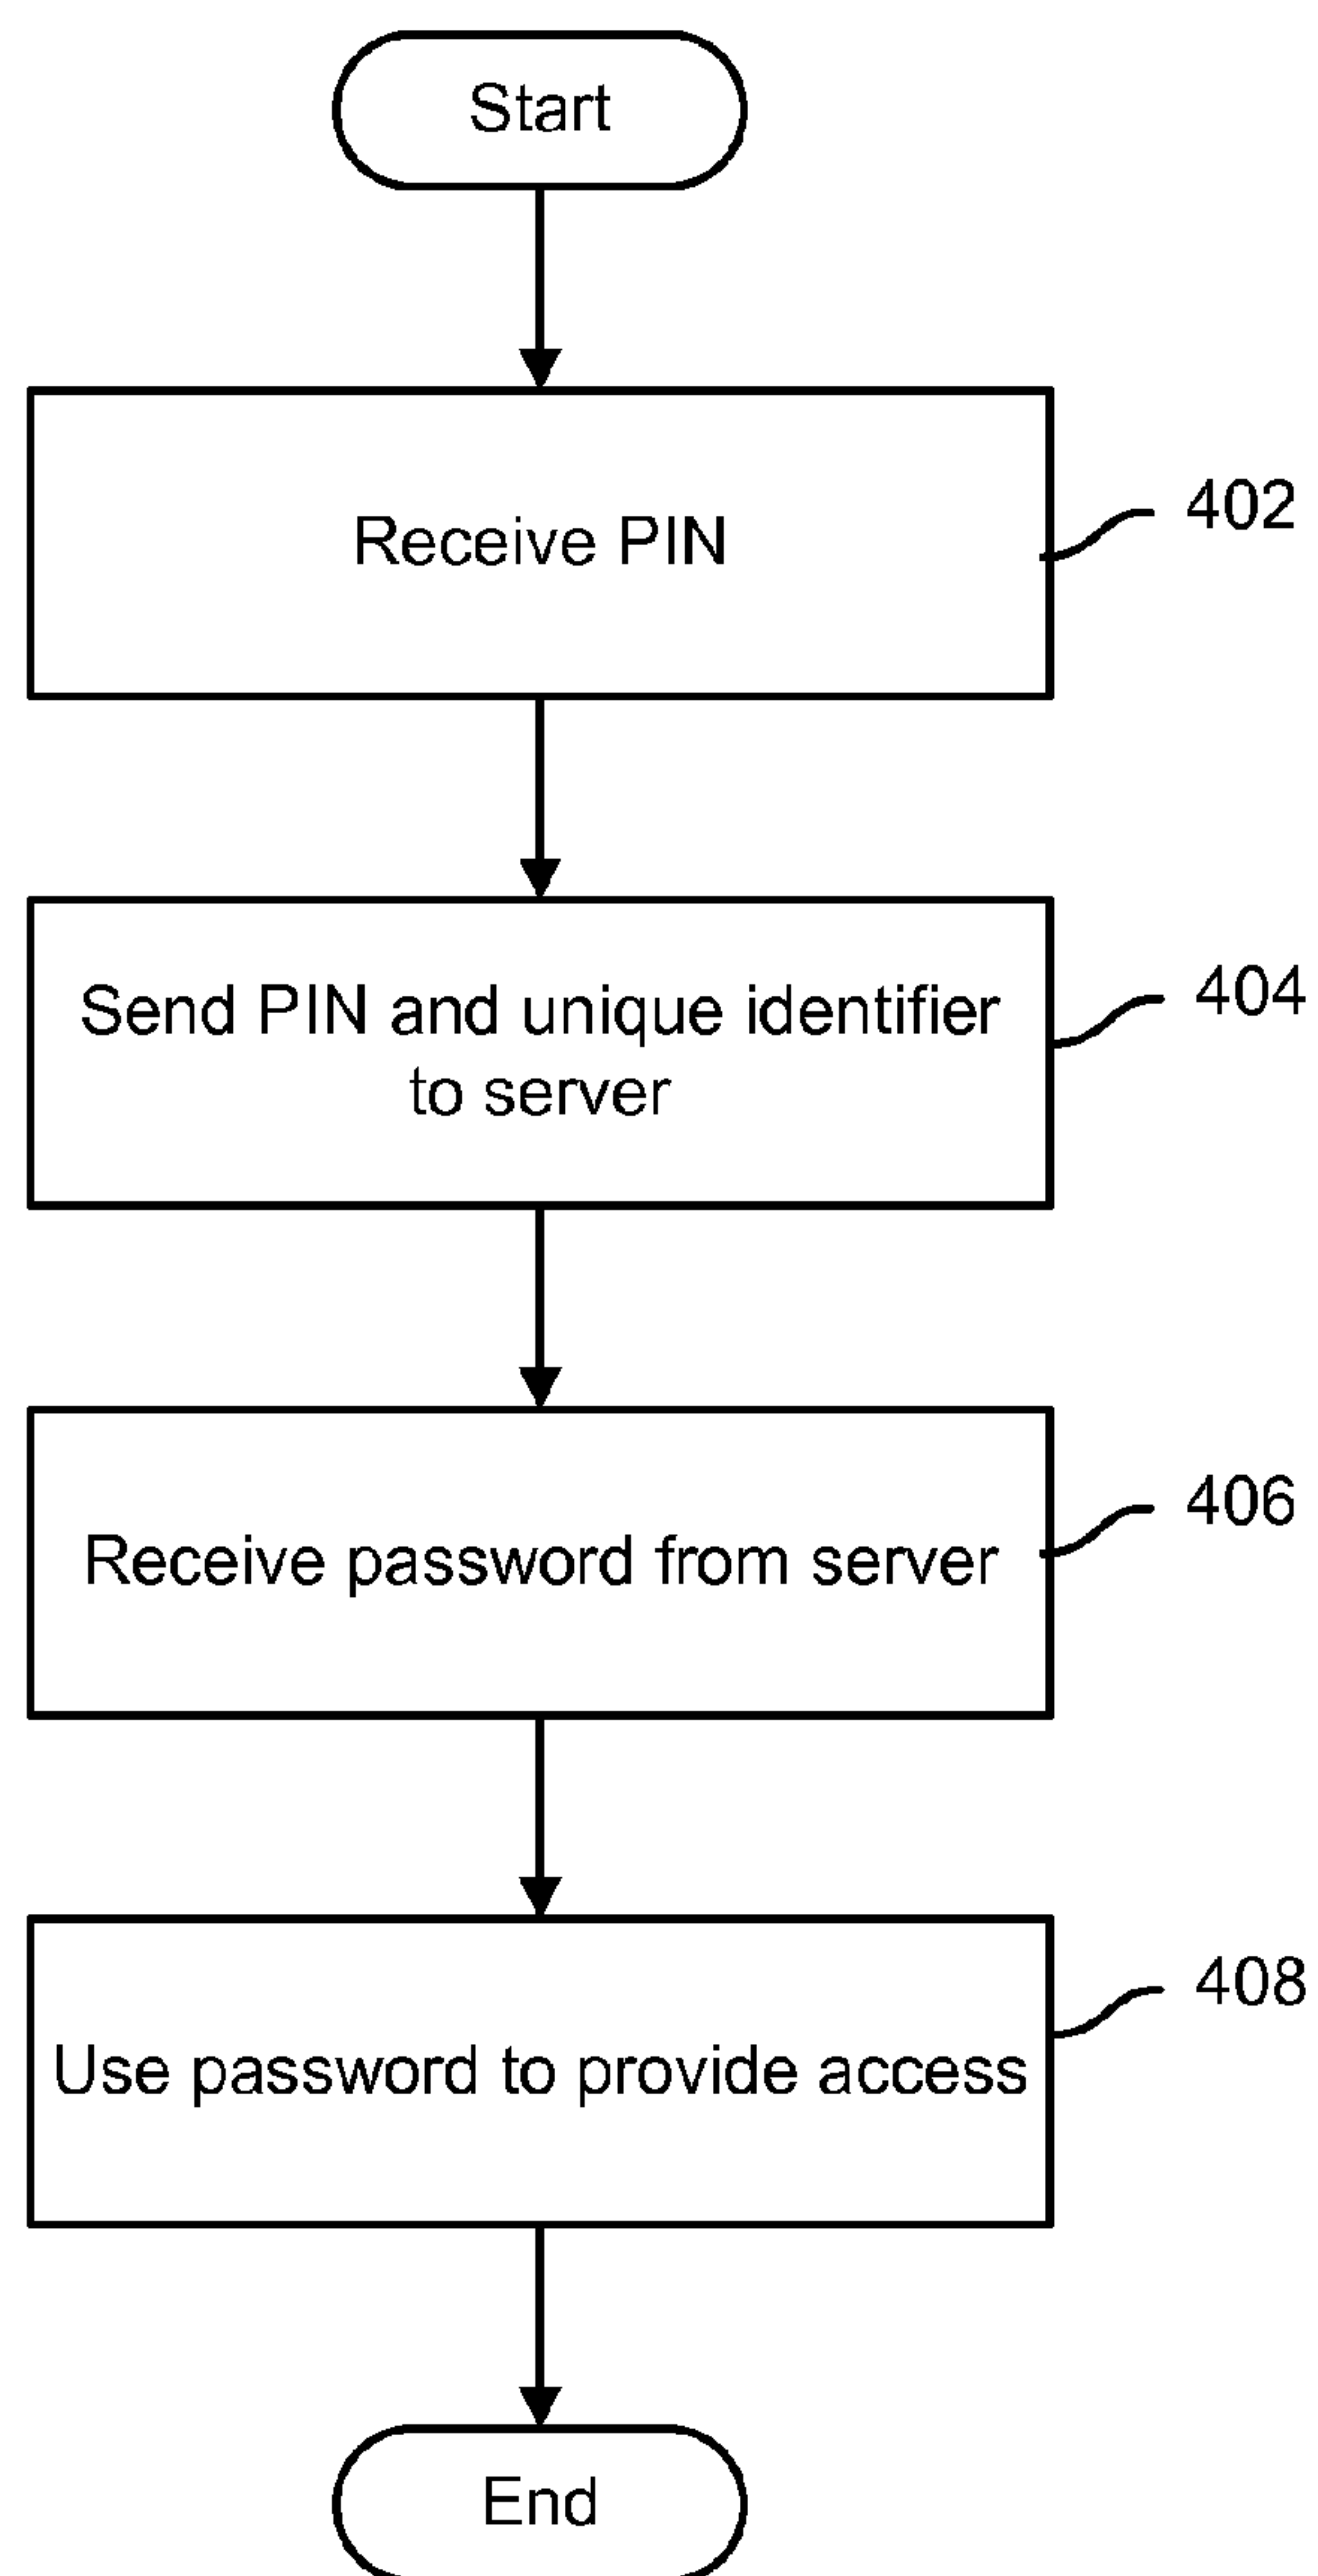 Start
Receive PIN
402
Send PIN and unique identifier
to server
404
Receive password from server
406
Use password to provide access
408
End